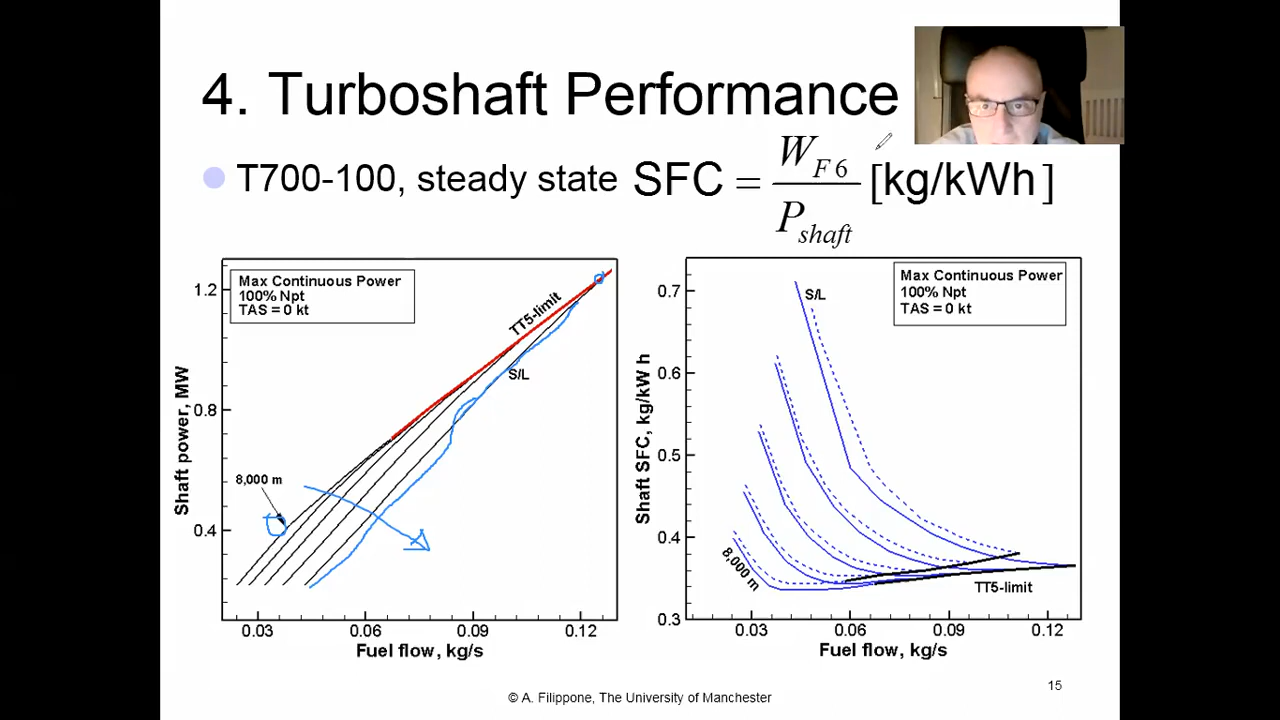 4. Turboshaft Performance
T700-100, steady state SFC = W_F6 / P_shaft [kg/kWh]
Max Continuous Power
100% Npt
TAS = 0 kt
TT5-limit
S/L
8,000 m
1.2
0.8
0.4
Shaft power, MW
0.03 0.06 0.09 0.12
Fuel flow, kg/s
Max Continuous Power
100% Npt
TAS = 0 kt
S/L
8,000 m
TT5-limit
0.7
0.6
0.5
0.4
0.3
Shaft SFC, kg/kW h
0.03 0.06 0.09 0.12
Fuel flow, kg/s
15
© A. Filippone, The University of Manchester